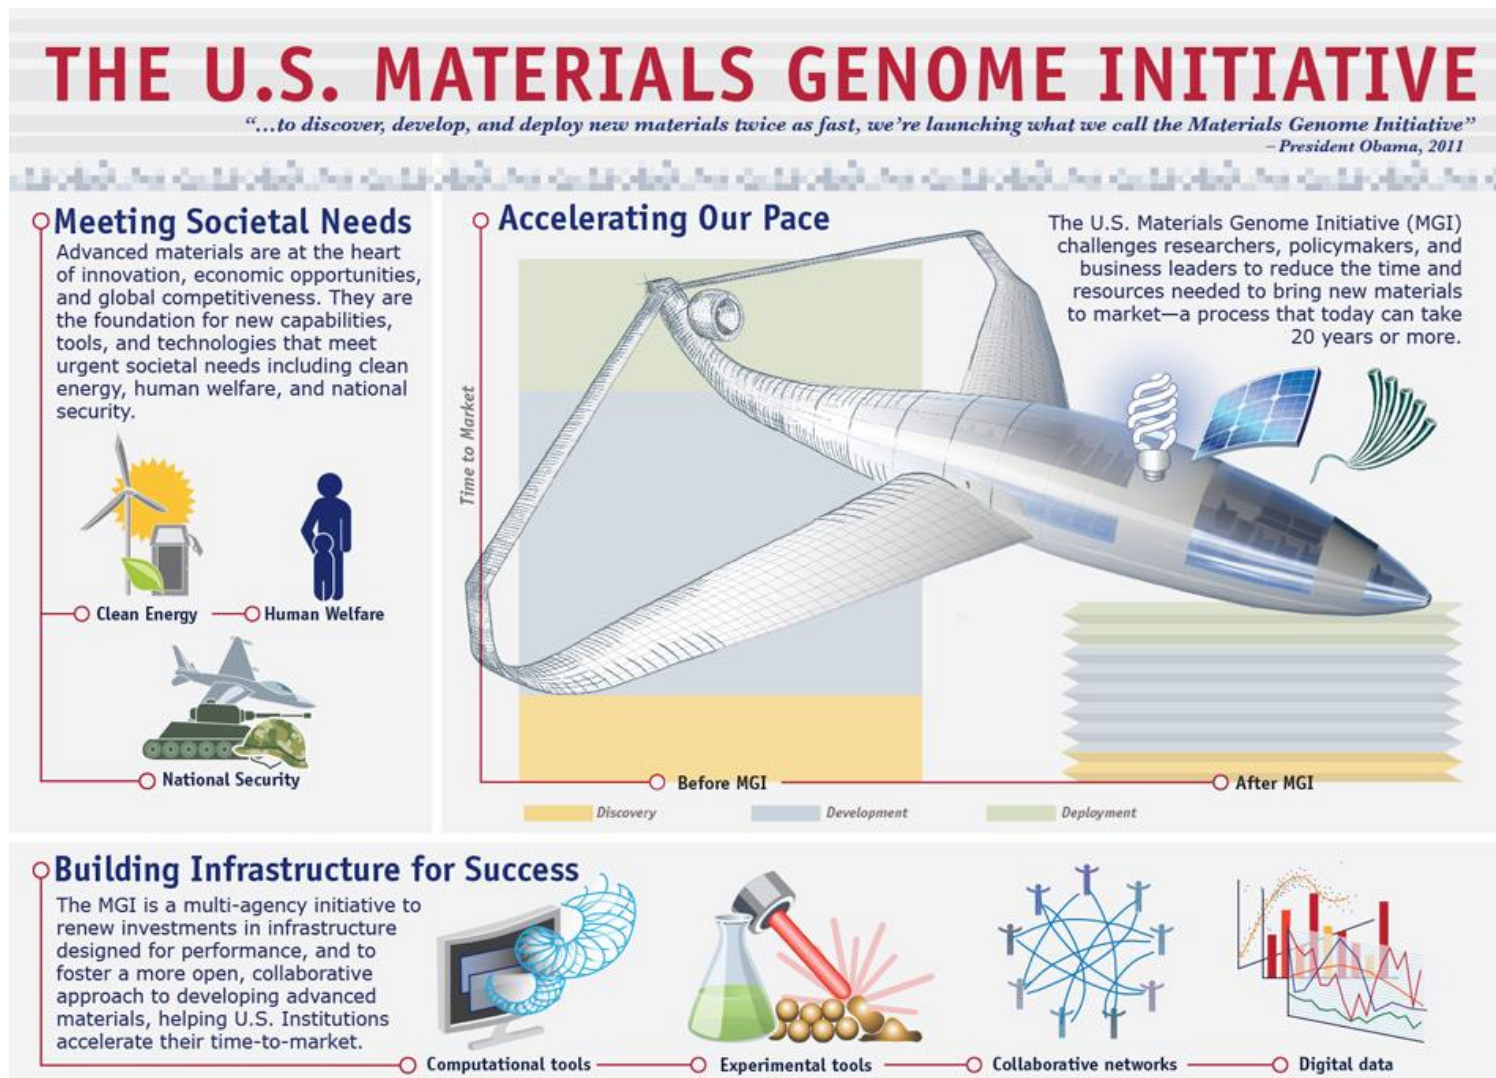 THE U.S. MATERIALS GENOME INITIATIVE
“...to discover, develop, and deploy new materials twice as fast, we’re launching what we call the Materials Genome Initiative”
– President Obama, 2011
Meeting Societal Needs
Advanced materials are at the heart
of innovation, economic opportunities,
and global competitiveness. They are
the foundation for new capabilities,
tools, and technologies that meet
urgent societal needs including clean
energy, human welfare, and national
security.
Clean Energy
Human Welfare
National Security
Accelerating Our Pace
The U.S. Materials Genome Initiative (MGI)
challenges researchers, policymakers, and
business leaders to reduce the time and
resources needed to bring new materials
to market—a process that today can take
20 years or more.
Time to Market
Before MGI
After MGI
Discovery
Development
Deployment
Building Infrastructure for Success
The MGI is a multi-agency initiative to
renew investments in infrastructure
designed for performance, and to
foster a more open, collaborative
approach to developing advanced
materials, helping U.S. Institutions
accelerate their time-to-market.
Computational tools
Experimental tools
Collaborative networks
Digital data